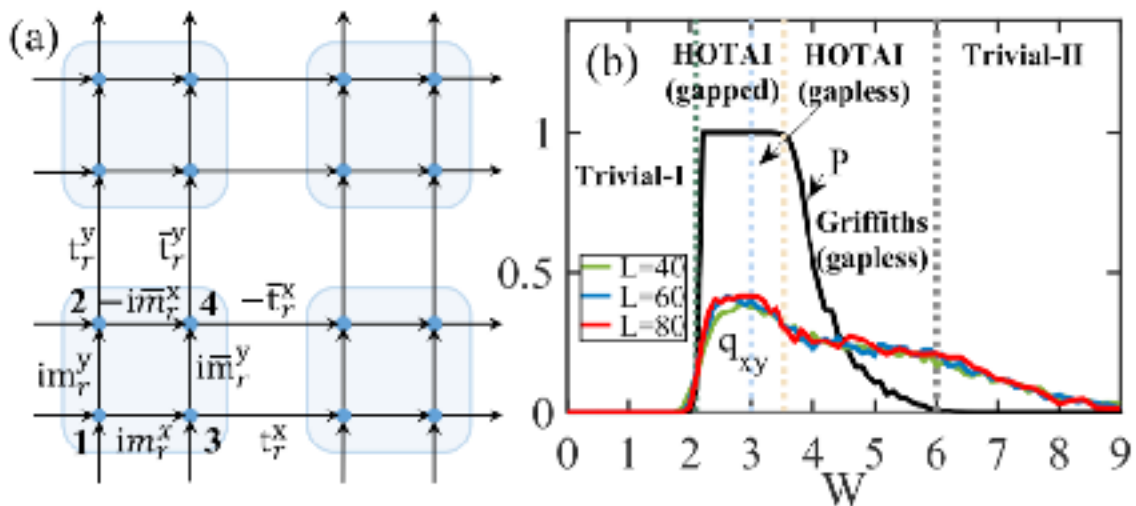 (a)
t_r^y
t̄_r^y
2
−im̄_r^x
4
−t̄_r^x
im_r^y
im̄_r^y
1
im_r^x
3
t_r^x
(b)
HOTAI
(gapped)
HOTAI
(gapless)
Trivial-II
1
Trivial-I
P
Griffiths
(gapless)
0.5
L=40
L=60
L=80
q_xy
0
0 1 2 3 4 5 6 7 8 9
W